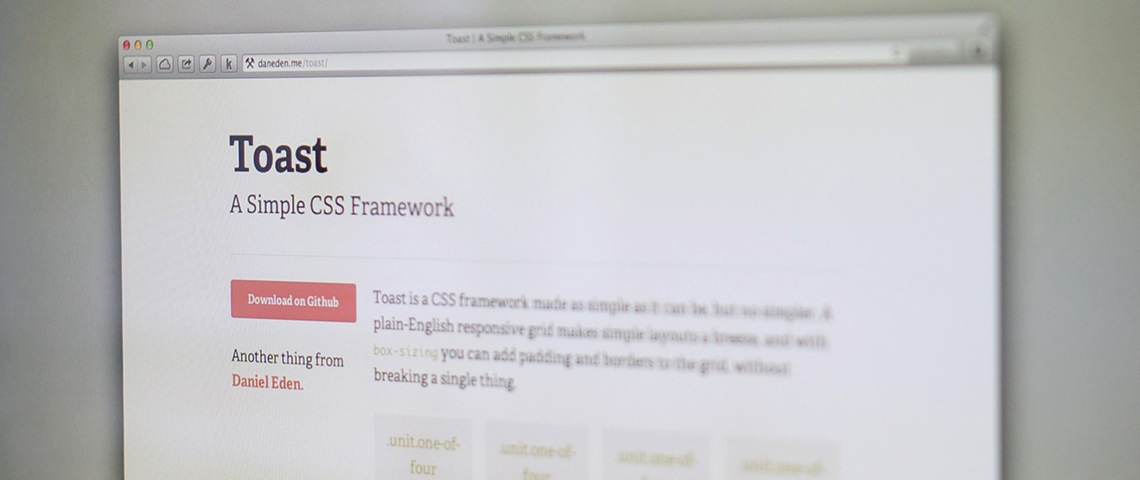 Toast | A Simple CSS Framework
daneden.me/toast/
Toast
A Simple CSS Framework
Download on Github
Another thing from
Daniel Eden.
Toast is a CSS framework made as simple as it can be, but no simpler. A
plain-English responsive grid makes simple layouts a breeze, and with
box-sizing you can add padding and borders to the grid, without
breaking a single thing.
.unit.one-of-
four
.unit.one-of-
four
.unit.one-of-
.unit.one-of-